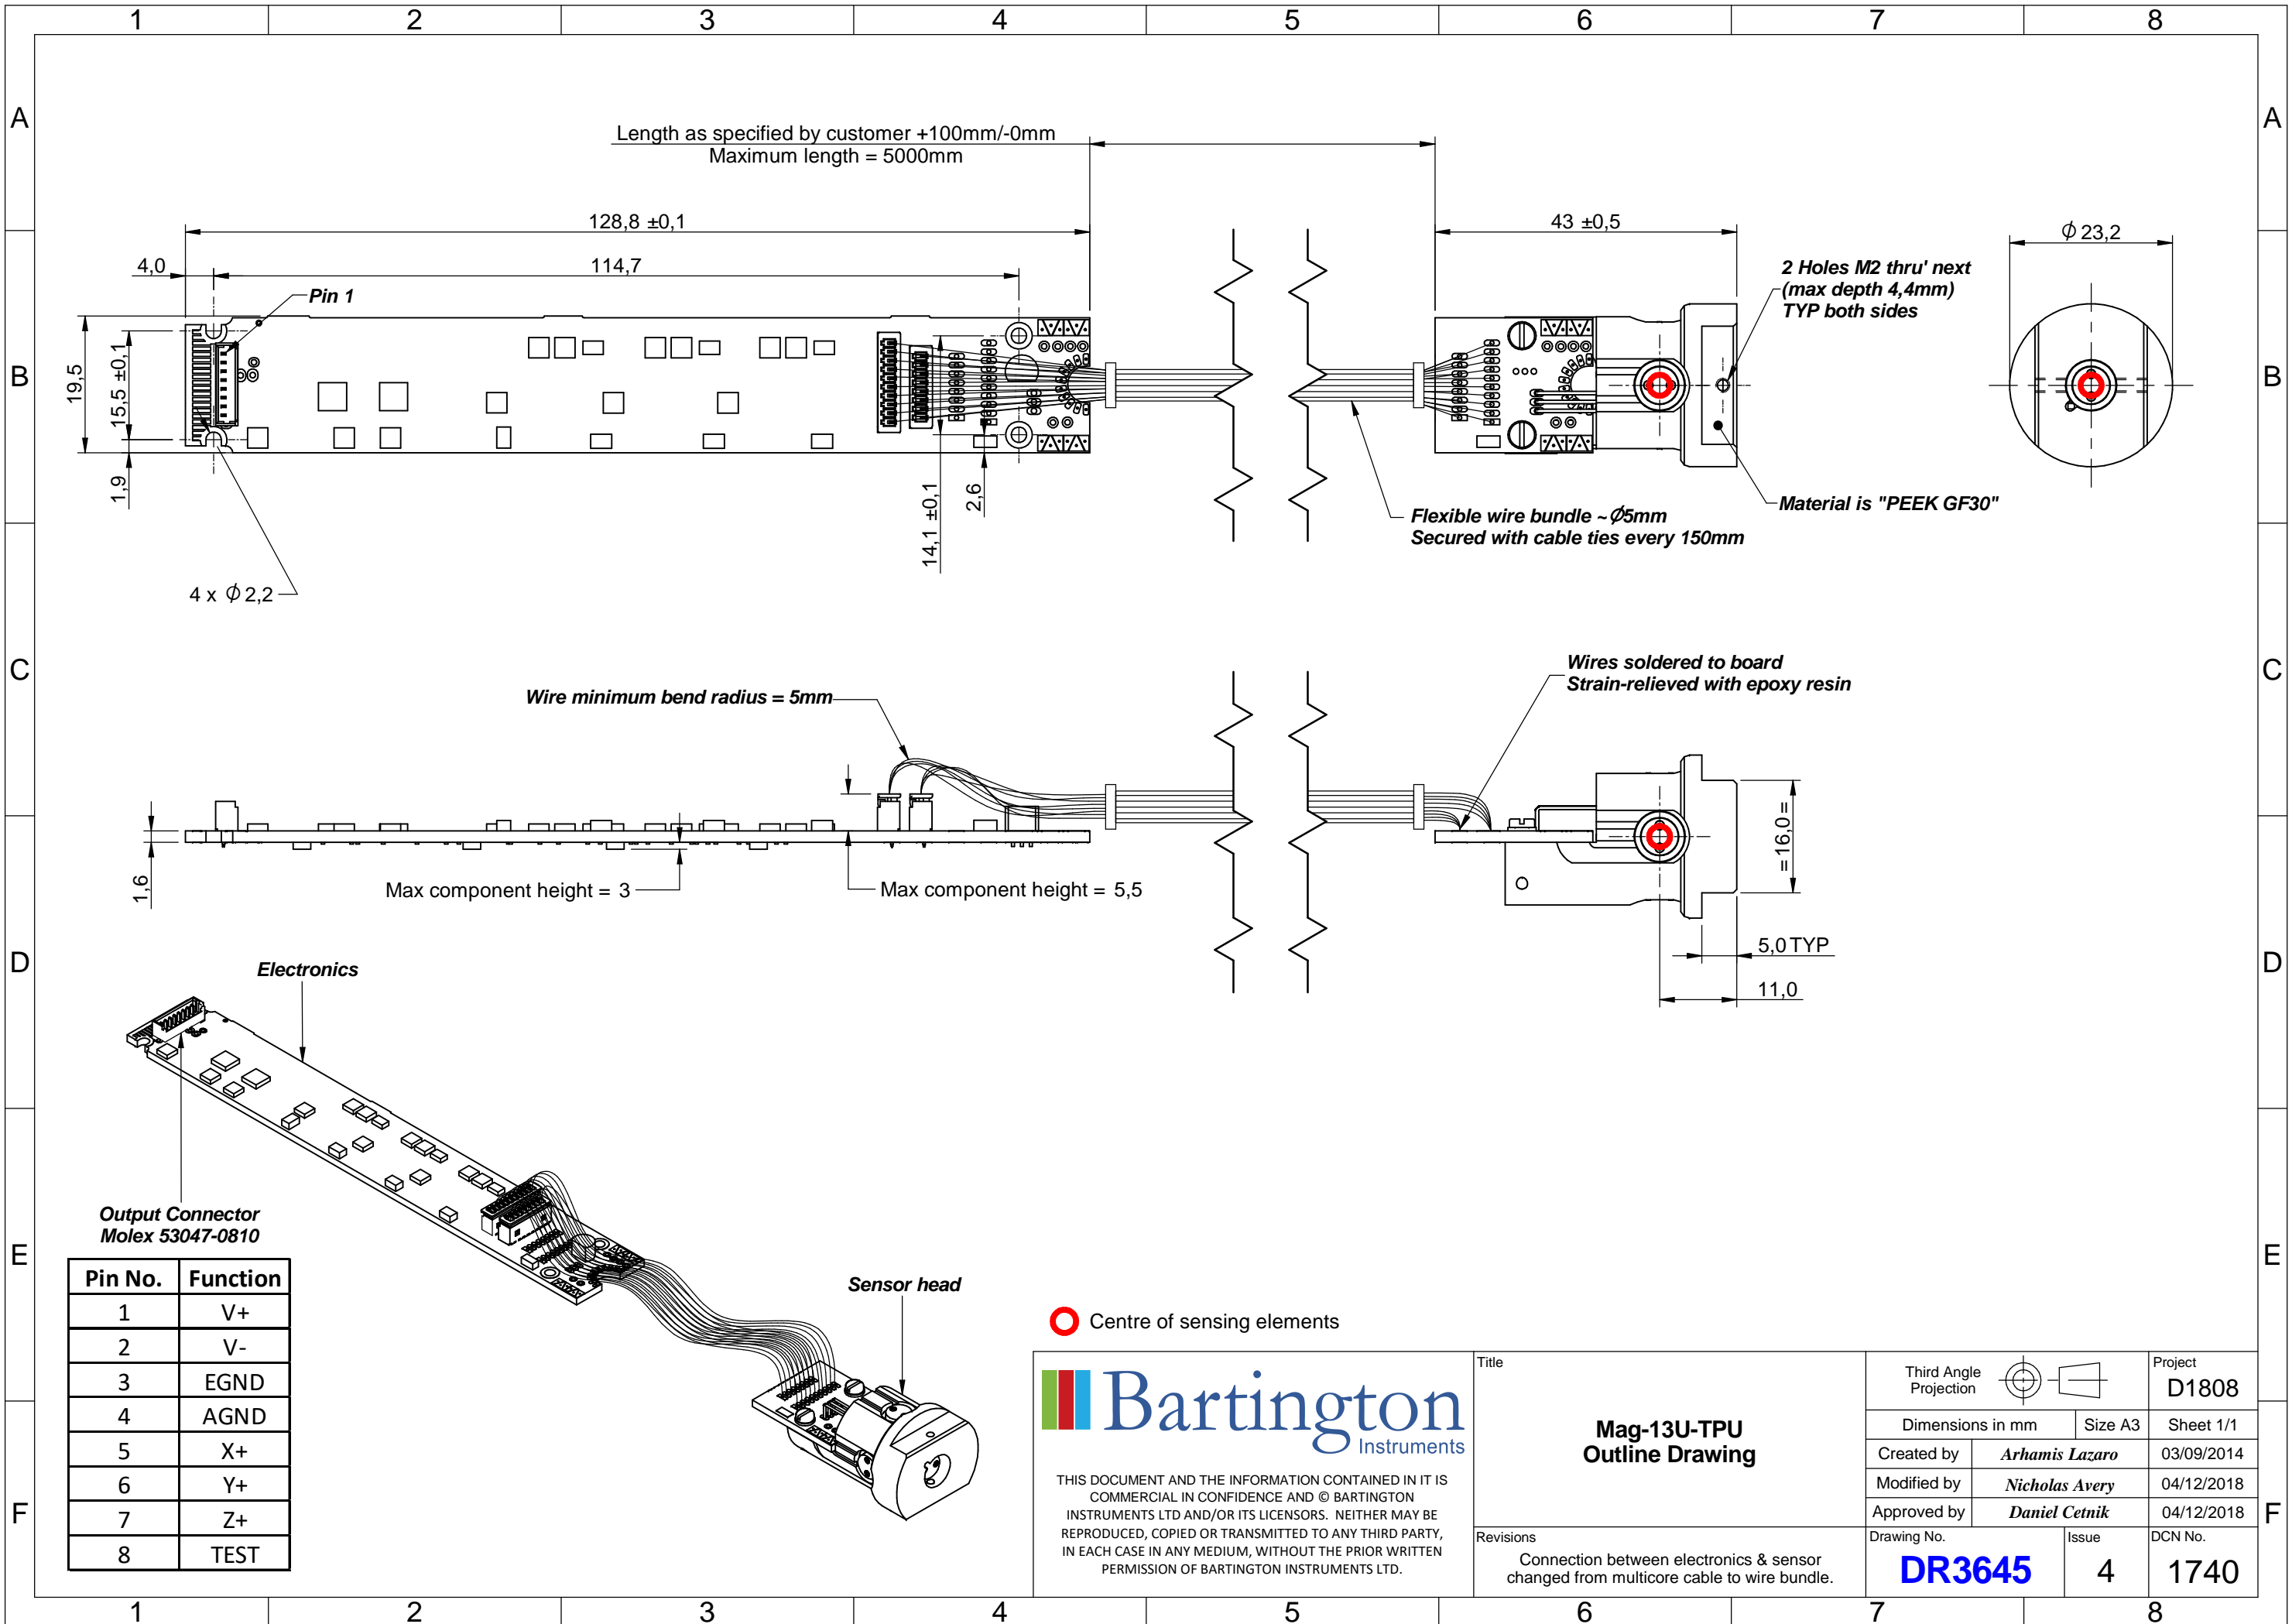 1 2 3 4 5 6 7 8
A A
B B
C C
D D
E E
F F
Length as specified by customer +100mm/-0mm
Maximum length = 5000mm
128,8 ±0,1
4,0
114,7
Pin 1
19,5
15,5 ±0,1
1,9
14,1 ±0,1
2,6
4 x ϕ 2,2
43 ±0,5
ϕ 23,2
2 Holes M2 thru' next
(max depth 4,4mm)
TYP both sides
Material is "PEEK GF30"
Flexible wire bundle ~ ϕ5mm
Secured with cable ties every 150mm
Wire minimum bend radius = 5mm
Wires soldered to board
Strain-relieved with epoxy resin
1,6
Max component height = 3
Max component height = 5,5
=16,0=
5,0 TYP
11,0
Electronics
Output Connector
Molex 53047-0810
Pin No. Function
1 V+
2 V-
3 EGND
4 AGND
5 X+
6 Y+
7 Z+
8 TEST
Sensor head
Centre of sensing elements
Bartington
Instruments
THIS DOCUMENT AND THE INFORMATION CONTAINED IN IT IS
COMMERCIAL IN CONFIDENCE AND © BARTINGTON
INSTRUMENTS LTD AND/OR ITS LICENSORS. NEITHER MAY BE
REPRODUCED, COPIED OR TRANSMITTED TO ANY THIRD PARTY,
IN EACH CASE IN ANY MEDIUM, WITHOUT THE PRIOR WRITTEN
PERMISSION OF BARTINGTON INSTRUMENTS LTD.
Title
Mag-13U-TPU
Outline Drawing
Revisions
Connection between electronics & sensor
changed from multicore cable to wire bundle.
Third Angle
Projection
Project
D1808
Dimensions in mm Size A3 Sheet 1/1
Created by Arhamis Lazaro 03/09/2014
Modified by Nicholas Avery 04/12/2018
Approved by Daniel Cetnik 04/12/2018
Drawing No. Issue DCN No.
DR3645 4 1740
1 2 3 4 5 6 7 8